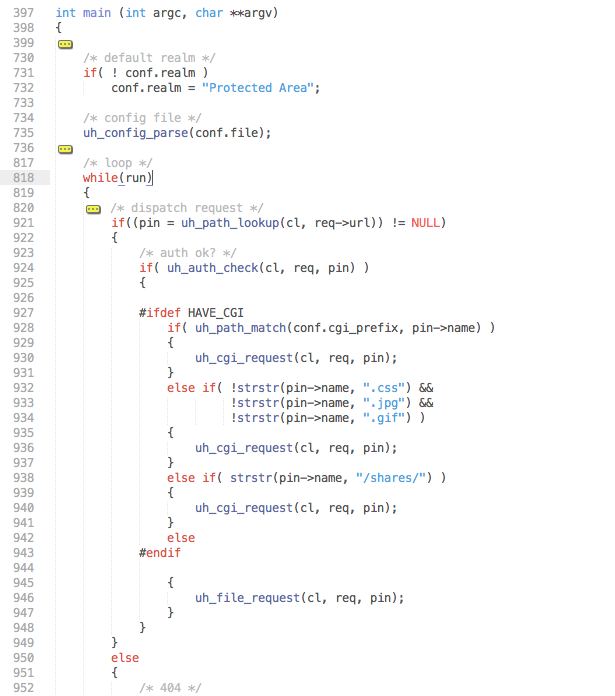 397 int main (int argc, char **argv)
398 {
399
730 /* default realm */
731 if( ! conf.realm )
732 conf.realm = "Protected Area";
733
734 /* config file */
735 uh_config_parse(conf.file);
736
817 /* loop */
818 while(run)
819 {
820 /* dispatch request */
921 if((pin = uh_path_lookup(cl, req->url)) != NULL)
922 {
923 /* auth ok? */
924 if( uh_auth_check(cl, req, pin) )
925 {
926
927 #ifdef HAVE_CGI
928 if( uh_path_match(conf.cgi_prefix, pin->name) )
929 {
930 uh_cgi_request(cl, req, pin);
931 }
932 else if( !strstr(pin->name, ".css") &&
933 !strstr(pin->name, ".jpg") &&
934 !strstr(pin->name, ".gif") )
935 {
936 uh_cgi_request(cl, req, pin);
937 }
938 else if( strstr(pin->name, "/shares/") )
939 {
940 uh_cgi_request(cl, req, pin);
941 }
942 else
943 #endif
944
945 {
946 uh_file_request(cl, req, pin);
947 }
948 }
949 }
950 else
951 {
952 /* 404 */